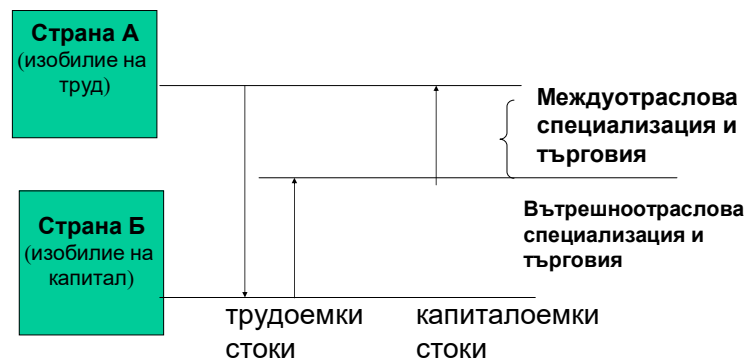 Страна А
(изобилие на
труд)
Междуотраслова
специализация и
търговия
Страна Б
(изобилие на
капитал)
Вътрешноотраслова
специализация и
търговия
трудоемки
стоки
капиталоемки
стоки